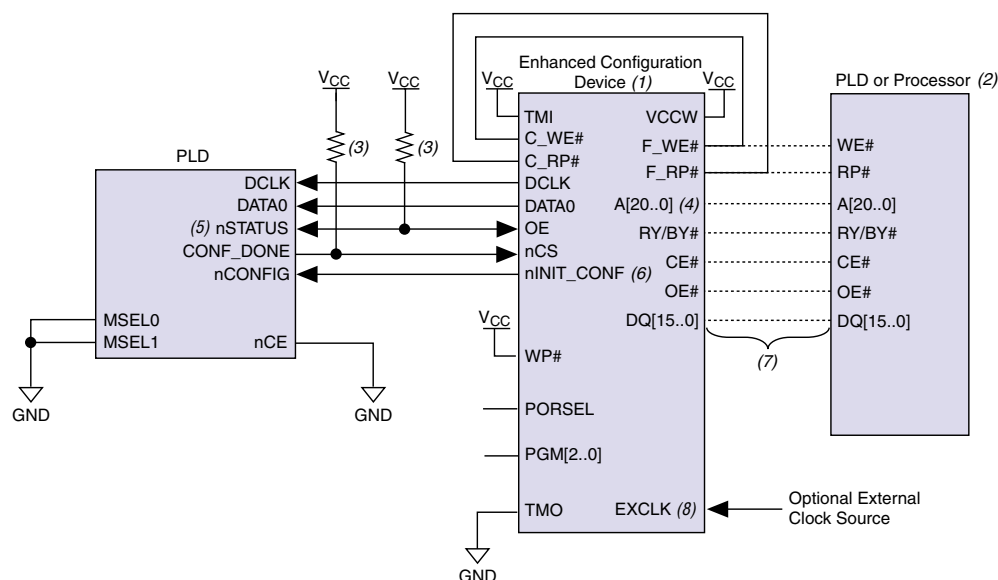 Enhanced Configuration
Device (1)
PLD or Processor (2)
VCC
VCC
VCC
VCC
(3)
(3)
PLD
TMI
C_WE#
C_RP#
DCLK
DATA0
OE
nCS
nINIT_CONF (6)
VCC
WP#
PORSEL
PGM[2..0]
TMO
GND
VCCW
F_WE#
F_RP#
A[20..0] (4)
RY/BY#
CE#
OE#
DQ[15..0]
EXCLK (8)
WE#
RP#
A[20..0]
RY/BY#
CE#
OE#
DQ[15..0]
(7)
DCLK
DATA0
(5) nSTATUS
CONF_DONE
nCONFIG
MSEL0
MSEL1
nCE
GND
GND
Optional External
Clock Source